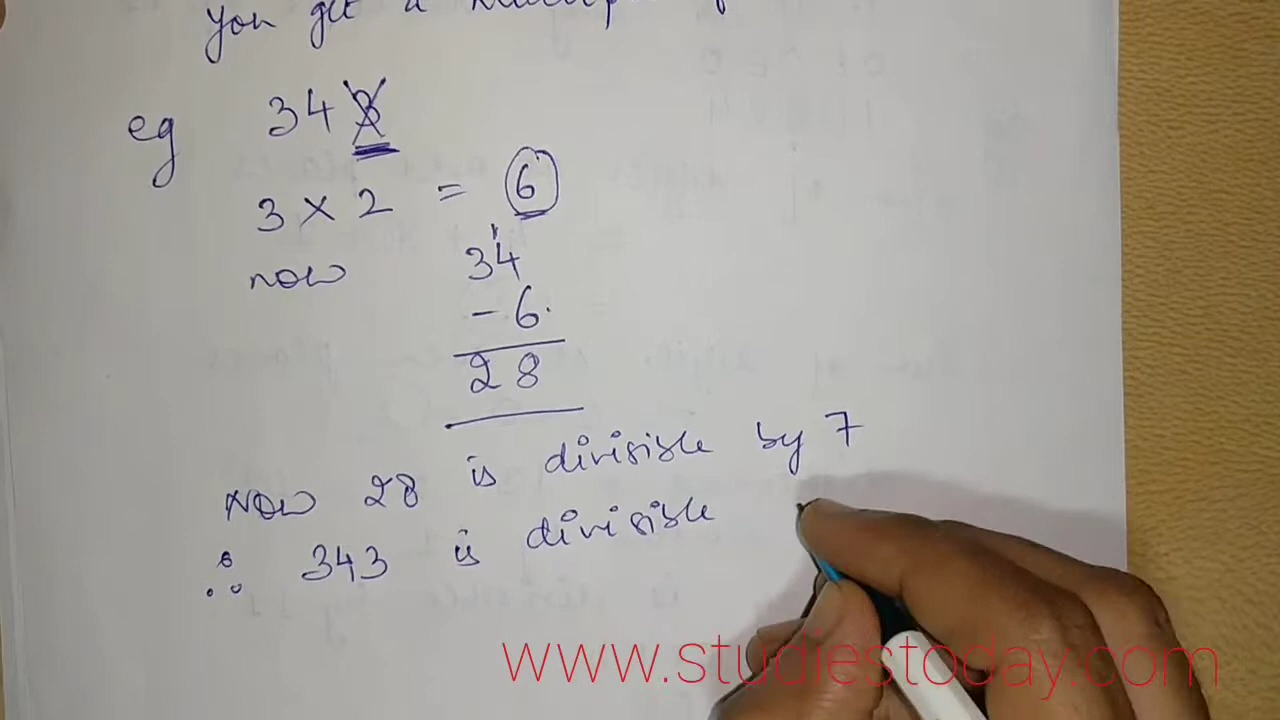 you get a
eg 343
3 × 2 = 6
now 34
- 6
28
Now 28 is divisible by 7
∴ 343 is divisible
www.studiestoday.com